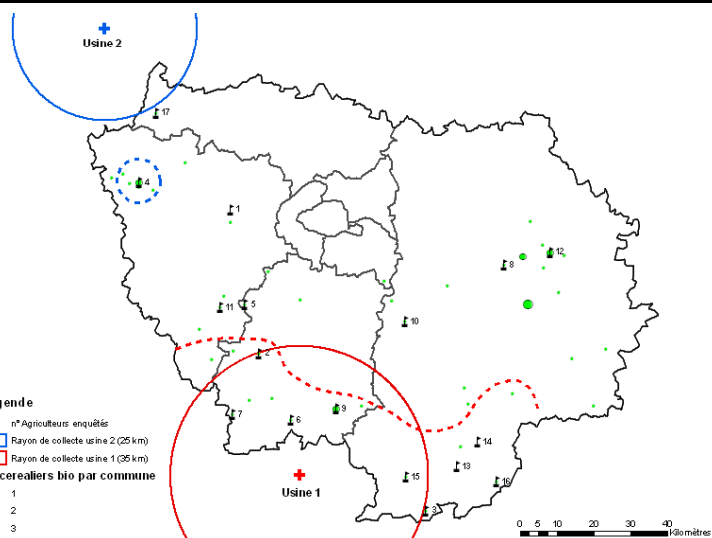 Usine 2
17
4
1
12
8
11
5
10
2
9
7
6
14
13
15
16
3
Usine 1
gende
n° Agriculteurs enquêtés
Rayon de collecte usine 2 (25 km)
Rayon de collecte usine 1 (35 km)
cerealiers bio par commune
1
2
3
0 5 10 20 30 40
Kilomètres